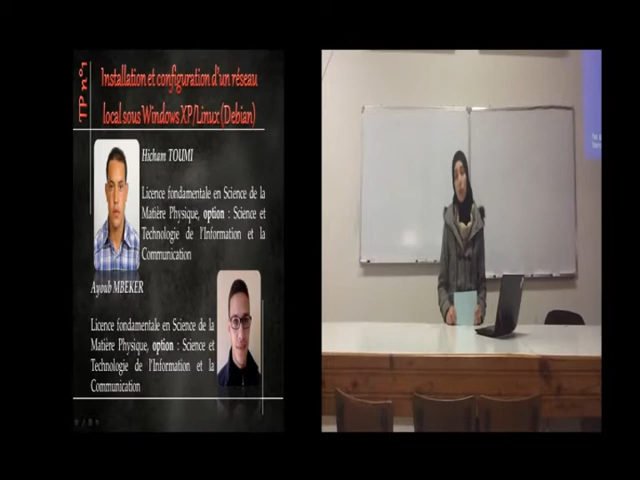 TP n°1
Installation et configuration d'un réseau
local sous Windows XP/Linux (Debian)
Hicham TOUMI
Licence fondamentale en Science de la
Matière Physique, option : Science et
Technologie de l'Information et la
Communication
Ayoub MBEKER
Licence fondamentale en Science de la
Matière Physique, option : Science et
Technologie de l'Information et la
Communication